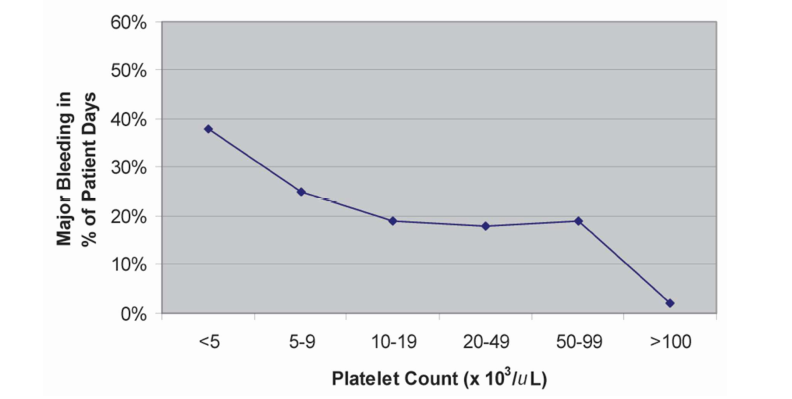 60%
50%
40%
30%
20%
10%
0%
Major Bleeding in
% of Patient Days
<5 5-9 10-19 20-49 50-99 >100
Platelet Count (x 10³/uL)